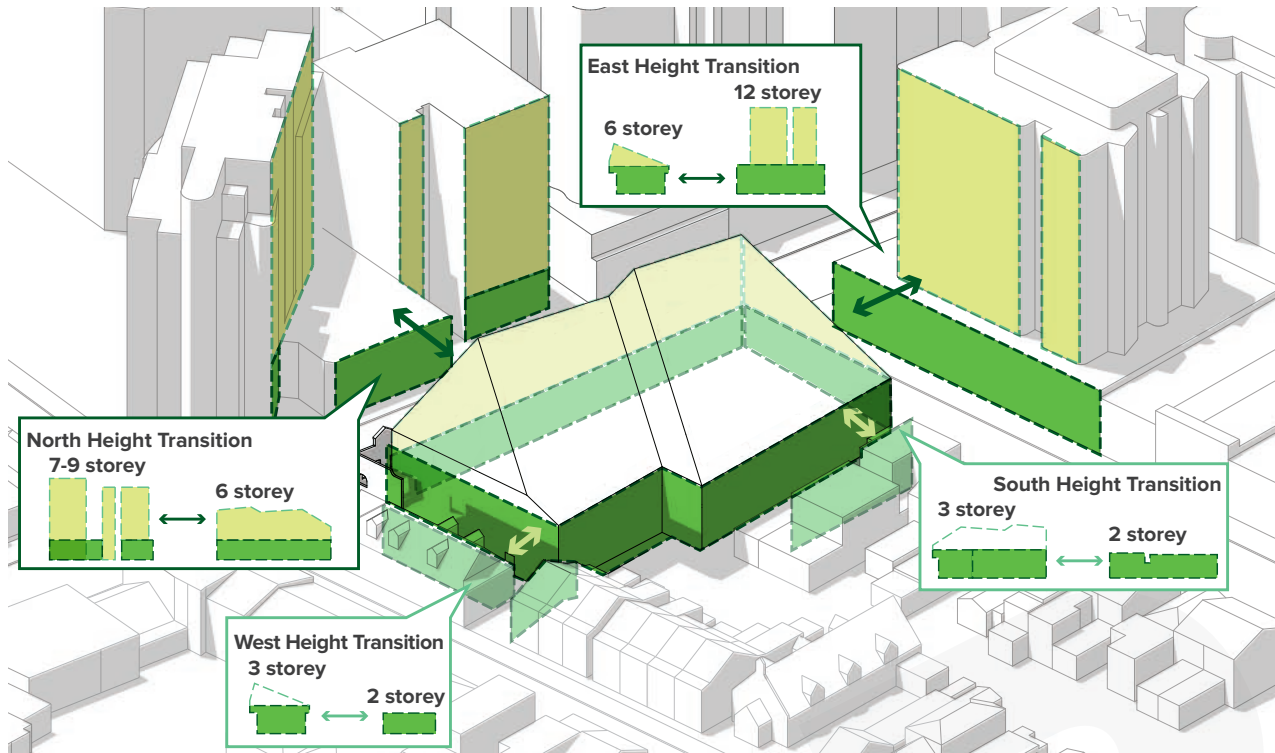 East Height Transition
12 storey
6 storey
North Height Transition
7-9 storey
6 storey
South Height Transition
3 storey
2 storey
West Height Transition
3 storey
2 storey